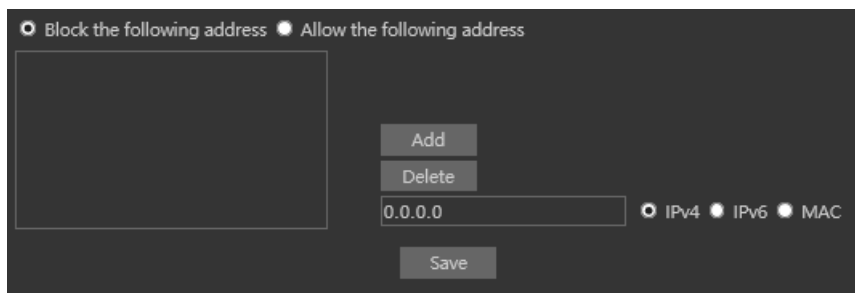 Block the following address Allow the following address
Add
Delete
0.0.0.0 IPv4 IPv6 MAC
Save